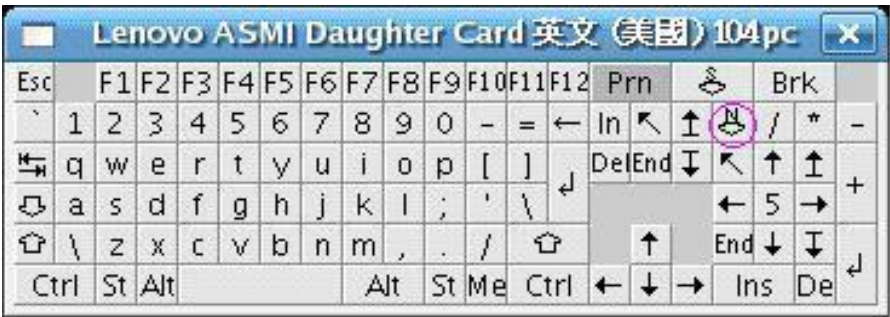 Lenovo ASMI Daughter Card 英文 (美國) 104pc
Esc F1 F2 F3 F4 F5 F6 F7 F8 F9 F10 F11 F12 Prn Brk
` 1 2 3 4 5 6 7 8 9 0 - = ← In ↖ ↥ N / * -
q w e r t y u i o p [ ] Del End ↧ ↖ ↑ ↥ +
a s d f g h j k l ; ' \ ↲ ← 5 →
\ z x c v b n m , . / ↑ End ↓ ↧
Ctrl St Alt Alt St Me Ctrl ← ↓ → Ins De ↲